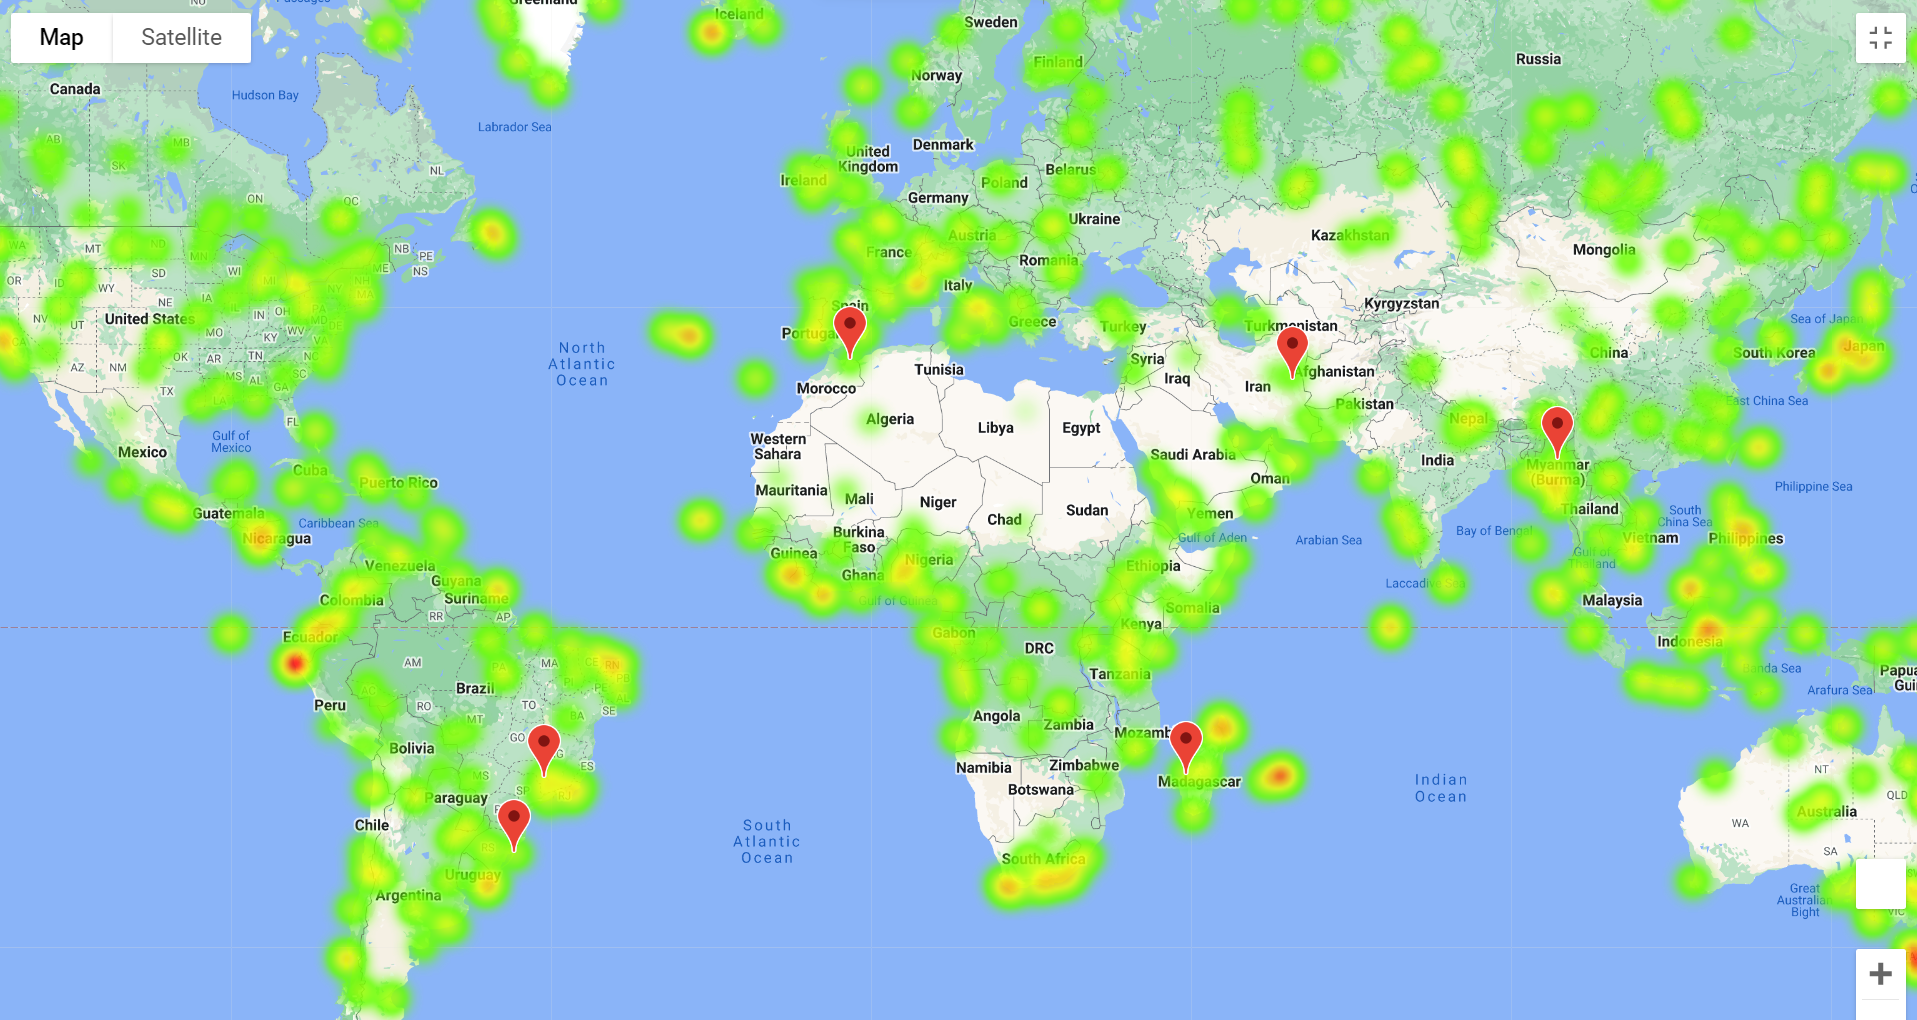 Map
Satellite
Greenland
Iceland
Sweden
Finland
Norway
Russia
Canada
Hudson Bay
Labrador Sea
AB
SK
MB
ON
QC
NL
NB
PE
NS
United
Kingdom
Ireland
Denmark
Belarus
Poland
Germany
Ukraine
Austria
France
Romania
Italy
Spain
Portugal
Greece
Turkey
Kazakhstan
Mongolia
Kyrgyzstan
Turkmenistan
Afghanistan
Syria
Iraq
Iran
Pakistan
China
South Korea
Japan
Sea of Japan
East China Sea
WA
MT
ND
MN
OR
ID
WY
SD
WI
MI
ME
NH
MA
NE
IA
IN
OH
PA
MD
DE
NV
UT
United States
MO
KY
WV
VA
CA
AZ
NM
OK
AR
TN
NC
TX
MS
AL
GA
SC
LA
FL
North
Atlantic
Ocean
Morocco
Tunisia
Algeria
Libya
Egypt
Western
Sahara
Saudi Arabia
Oman
Nepal
India
Myanmar
(Burma)
Thailand
Philippine Sea
Gulf of
Mexico
Mexico
Cuba
Puerto Rico
Guatemala
Caribbean Sea
Nicaragua
Mauritania
Mali
Niger
Chad
Sudan
Yemen
Gulf of Aden
Arabian Sea
Bay of Bengal
South
China Sea
Vietnam
Philippines
Gulf of
Thailand
Burkina
Faso
Guinea
Ghana
Nigeria
Gulf of Guinea
Ethiopia
Somalia
Laccadive Sea
Malaysia
Venezuela
Guyana
Suriname
Colombia
RR
AP
Ecuador
Gabon
Kenya
DRC
Tanzania
Indonesia
Banda Sea
Arafura Sea
AM
PA
MA
CE
RN
PB
PE
AL
PI
SE
Brazil
AC
RO
TO
BA
MT
Peru
Bolivia
GO
ES
MS
SP
RJ
Paraguay
Chile
RS
Uruguay
Argentina
Angola
Zambia
Namibia
Zimbabwe
Botswana
Madagascar
South Africa
South
Atlantic
Ocean
Indian
Ocean
NT
QLD
Australia
WA
SA
Great
Australian
Bight
VIC